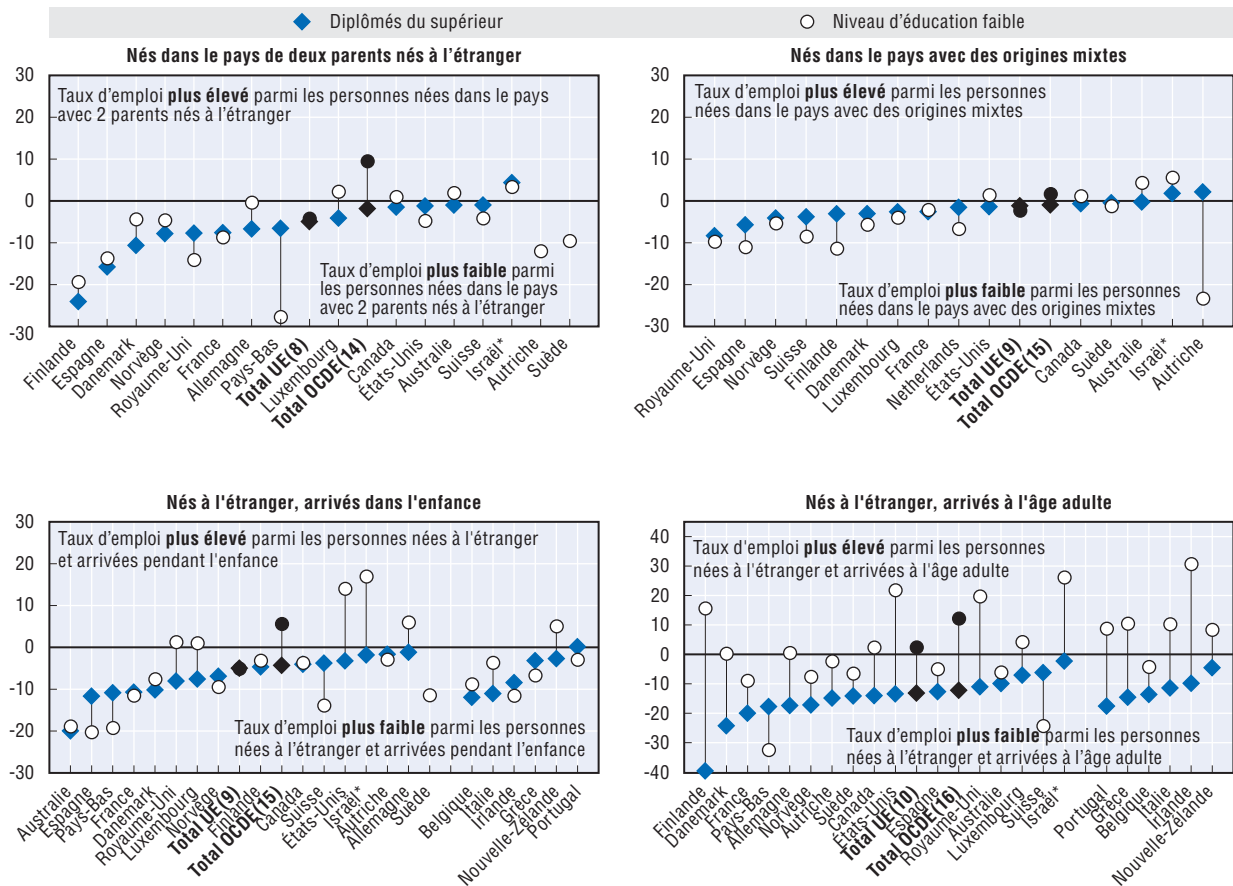 Diplômés du supérieur
Niveau d'éducation faible
Nés dans le pays de deux parents nés à l'étranger
30
20
10
0
-10
-20
-30
Taux d'emploi plus élevé parmi les personnes nées dans le pays
avec 2 parents nés à l'étranger
Taux d'emploi plus faible parmi
les personnes nées dans le pays
avec 2 parents nés à l'étranger
Finlande
Espagne
Danemark
Norvège
Royaume-Uni
France
Allemagne
Pays-Bas
Total UE(8)
Luxembourg
Total OCDE(14)
Canada
États-Unis
Australie
Suisse
Israël*
Autriche
Suède
Nés dans le pays avec des origines mixtes
30
20
10
0
-10
-20
-30
Taux d'emploi plus élevé parmi les personnes
nées dans le pays avec des origines mixtes
Taux d'emploi plus faible parmi les personnes
nées dans le pays avec des origines mixtes
Royaume-Uni
Espagne
Norvège
Suisse
Finlande
Danemark
Luxembourg
France
Netherlands
États-Unis
Total UE(9)
Total OCDE(15)
Canada
Suède
Australie
Israël*
Autriche
Nés à l'étranger, arrivés dans l'enfance
30
20
10
0
-10
-20
-30
Taux d'emploi plus élevé parmi les personnes nées à l'étranger
et arrivées pendant l'enfance
Taux d'emploi plus faible parmi les personnes
nées à l'étranger et arrivées pendant l'enfance
Australie
Espagne
Pays-Bas
France
Danemark
Royaume-Uni
Luxembourg
Norvège
Total UE(9)
Finlande
Total OCDE(15)
Canada
Suisse
États-Unis
Israël*
Autriche
Allemagne
Suède
Belgique
Italie
Irlande
Grèce
Nouvelle-Zélande
Portugal
Nés à l'étranger, arrivés à l'âge adulte
40
30
20
10
0
-10
-20
-30
-40
Taux d'emploi plus élevé parmi les personnes
nées à l'étranger et arrivées à l'âge adulte
Taux d'emploi plus faible parmi les personnes
nées à l'étranger et arrivées à l'âge adulte
Finlande
Danemark
France
Pays-Bas
Allemagne
Norvège
Autriche
Suède
Canada
États-Unis
Total UE(10)
Espagne
Total OCDE(16)
Royaume-Uni
Australie
Luxembourg
Suisse
Israël*
Portugal
Grèce
Belgique
Italie
Irlande
Nouvelle-Zélande